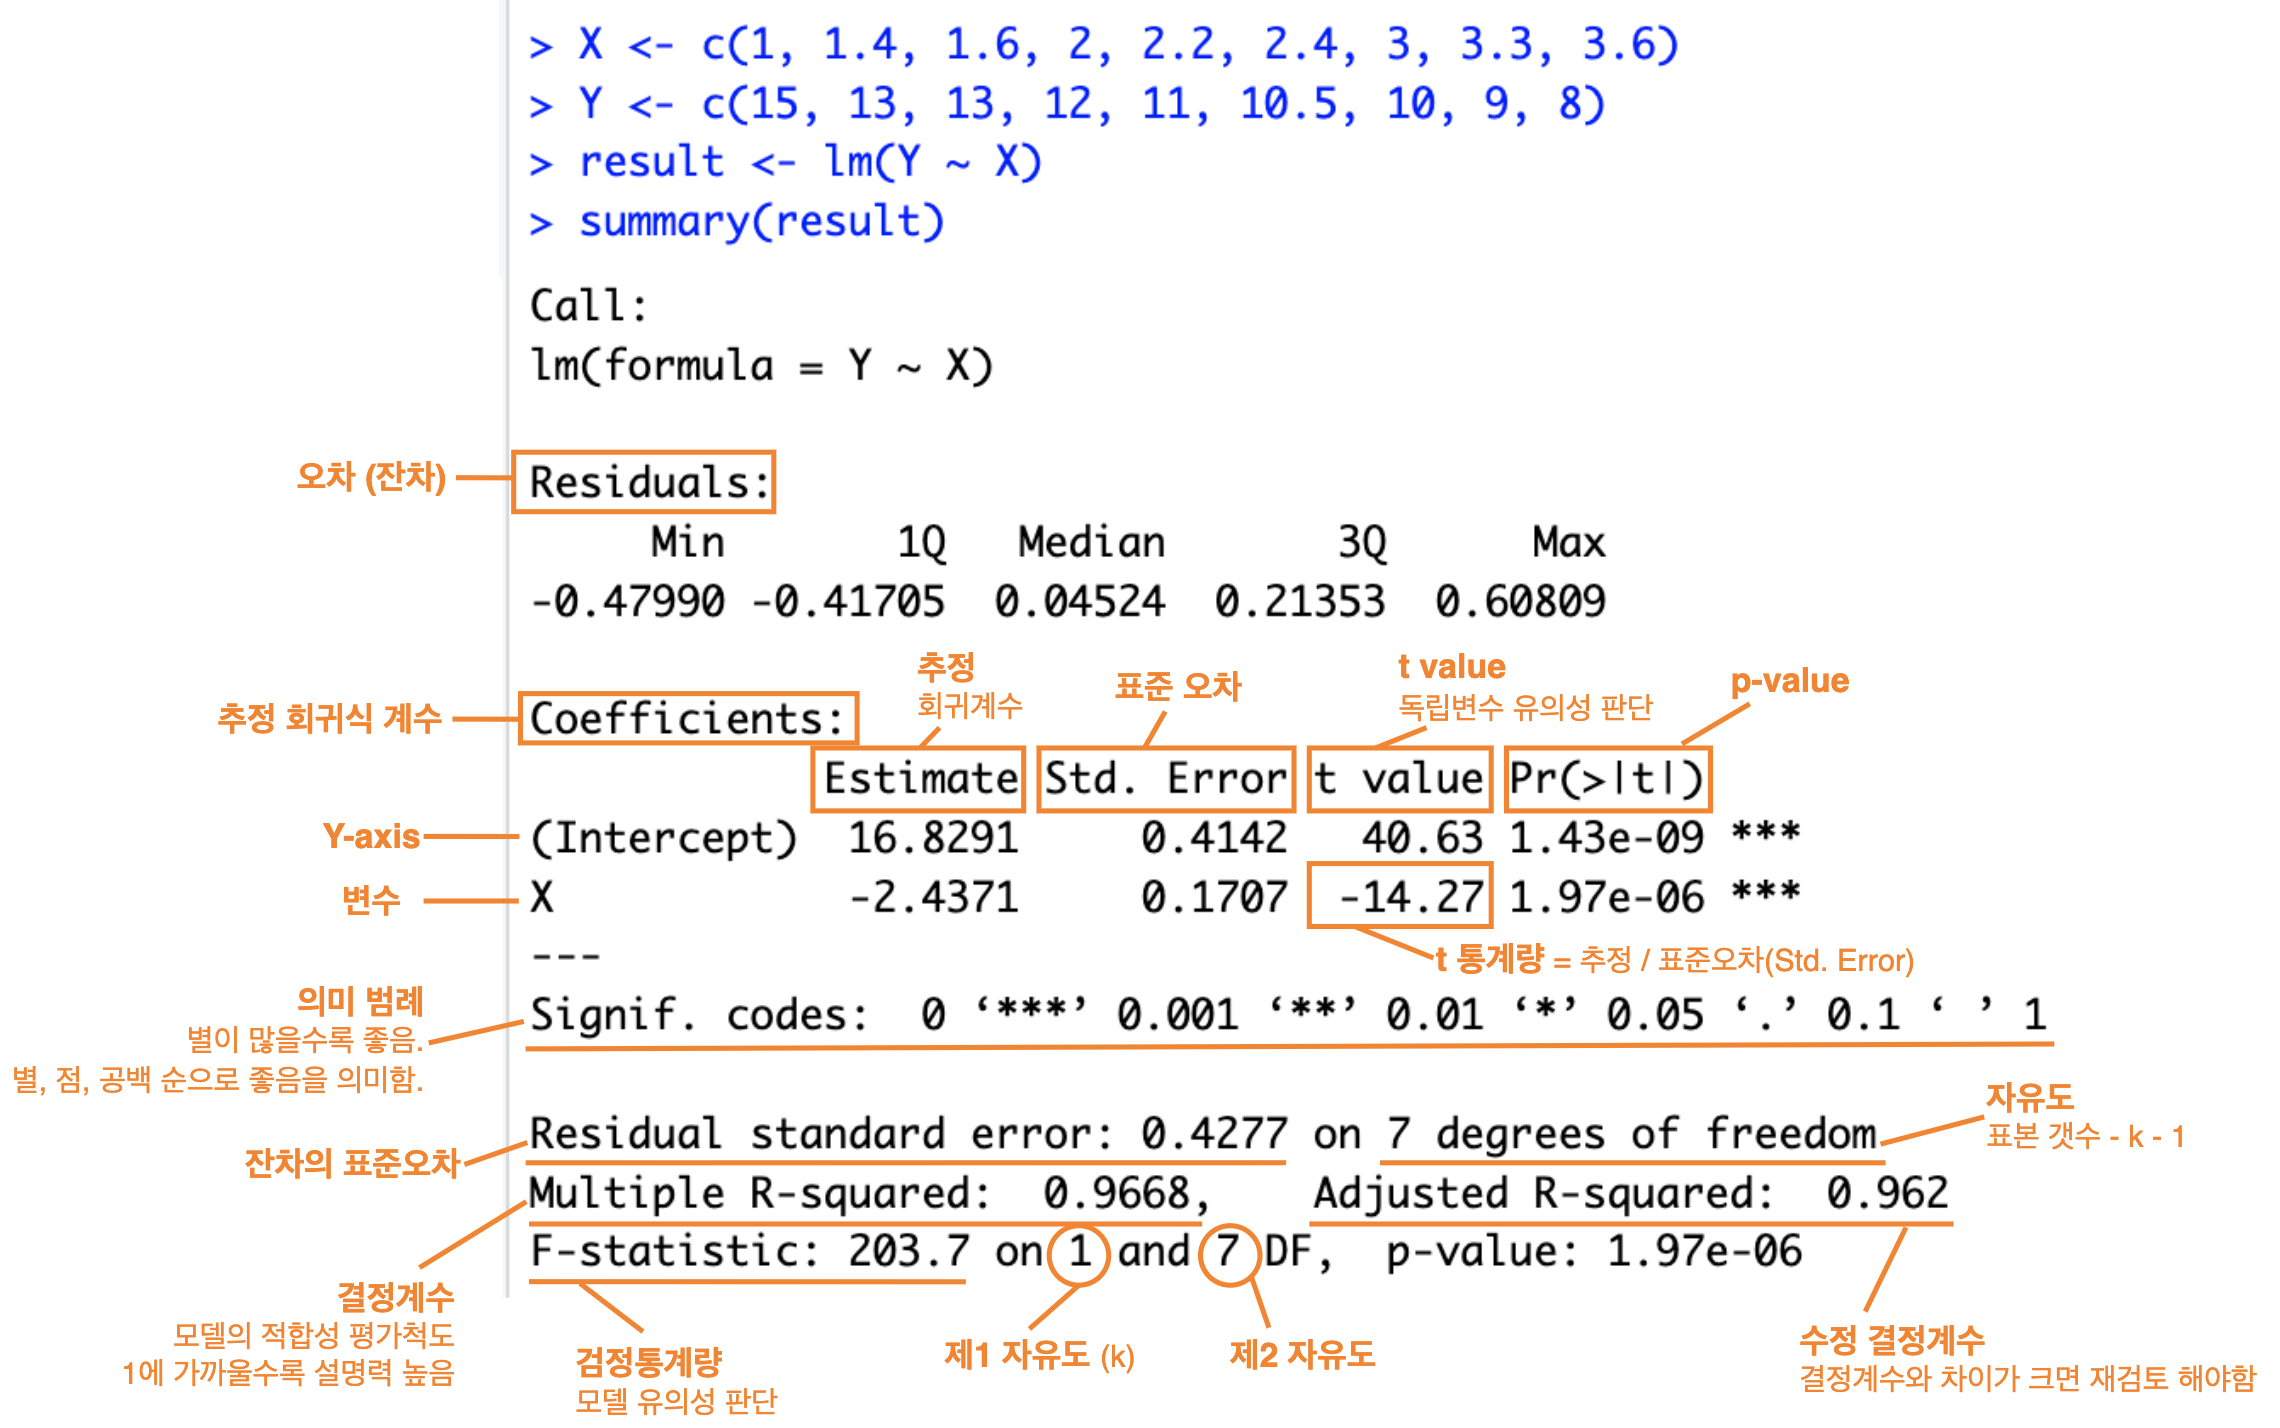 > X <- c(1, 1.4, 1.6, 2, 2.2, 2.4, 3, 3.3, 3.6)
> Y <- c(15, 13, 13, 12, 11, 10.5, 10, 9, 8)
> result <- lm(Y ~ X)
> summary(result)
Call:
lm(formula = Y ~ X)
오차 (잔차)
Residuals:
Min 1Q Median 3Q Max
-0.47990 -0.41705 0.04524 0.21353 0.60809
추정
회귀계수
표준 오차
t value
독립변수 유의성 판단
p-value
추정 회귀식 계수
Coefficients:
Estimate Std. Error t value Pr(>|t|)
Y-axis
(Intercept) 16.8291 0.4142 40.63 1.43e-09 ***
변수
X -2.4371 0.1707 -14.27 1.97e-06 ***
---
t 통계량 = 추정 / 표준오차(Std. Error)
의미 범례
별이 많을수록 좋음.
별, 점, 공백 순으로 좋음을 의미함.
Signif. codes: 0 ‘***’ 0.001 ‘**’ 0.01 ‘*’ 0.05 ‘.’ 0.1 ‘ ’ 1
자유도
표본 갯수 - k - 1
잔차의 표준오차
Residual standard error: 0.4277 on 7 degrees of freedom
Multiple R-squared: 0.9668, Adjusted R-squared: 0.962
F-statistic: 203.7 on 1 and 7 DF, p-value: 1.97e-06
결정계수
모델의 적합성 평가척도
1에 가까울수록 설명력 높음
검정통계량
모델 유의성 판단
제1 자유도 (k)
제2 자유도
수정 결정계수
결정계수와 차이가 크면 재검토 해야함